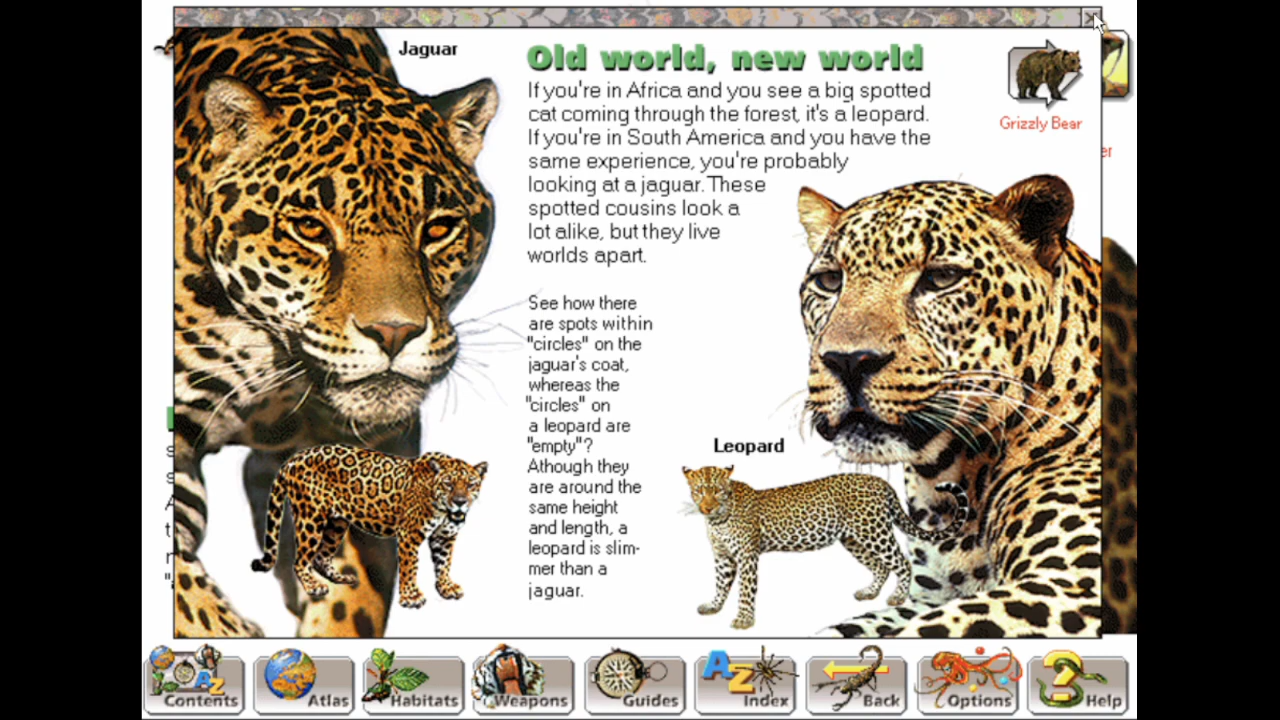 Jaguar
Old world, new world
If you're in Africa and you see a big spotted
cat coming through the forest, it's a leopard.
If you're in South America and you have the
same experience, you're probably
looking at a jaguar. These
spotted cousins look a
lot alike, but they live
worlds apart.
Grizzly Bear
er
See how there
are spots within
"circles" on the
jaguar's coat,
whereas the
"circles" on
a leopard are
"empty"?
Athough they
are around the
same height
and length, a
leopard is slim-
mer than a
jaguar.
Leopard
Contents
Atlas
Habitats
Weapons
Guides
AZ Index
Back
Options
? Help